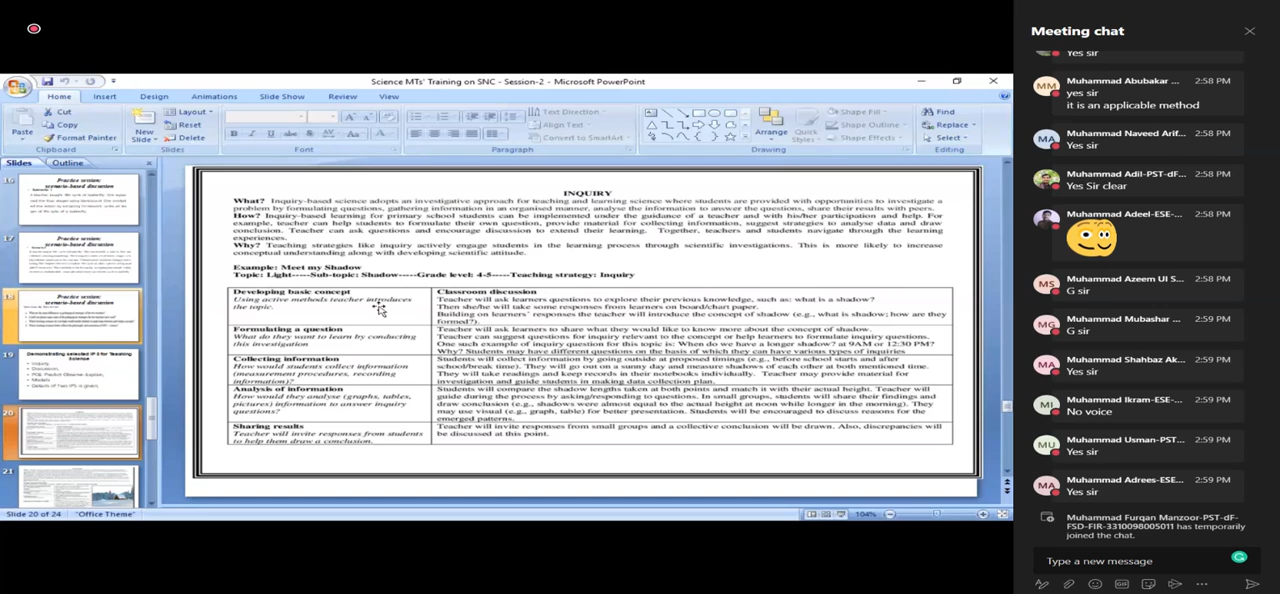 Science MTs' Training on SNC - Session-2 - Microsoft PowerPoint
Home Insert Design Animations Slide Show Review View
Paste
Cut
Copy
Format Painter
Clipboard
New Slide
Layout
Reset
Delete
Slides
B I U S
Aa
Font
Text Direction
Align Text
Convert to SmartArt
Paragraph
Arrange
Quick Styles
Shape Fill
Shape Outline
Shape Effects
Drawing
Find
Replace
Select
Editing
Slides Outline
16
Practice session:
scenario-based discussion
17
Practice session:
scenario-based discussion
18
Practice session:
scenario-based discussion
19
Demonstrating selected IP S for Teaching Science
Inquiry
Discussion,
20
21
INQUIRY
What? Inquiry-based science adopts an investigative approach for teaching and learning science where students are provided with opportunities to investigate a
problem by formulating questions, gathering information in an organised manner, analyse the information to answer the questions, share their results with peers.
How? Inquiry-based learning for primary school students can be implemented under the guidance of a teacher and with his/her participation and help. For
example, teacher can help students to formulate their own question, provide material for collecting information, suggest strategies to analyse data and draw
conclusion. Teacher can ask questions and encourage discussion to extend their learning. Together, teachers and students navigate through the learning
experiences.
Why? Teaching strategies like inquiry actively engage students in the learning process through scientific investigations. This is more likely to increase
conceptual understanding along with developing scientific attitude.
Example: Meet my Shadow
Topic: Light-----Sub-topic: Shadow-----Grade level: 4-5-----Teaching strategy: Inquiry
Developing basic concept
Using active methods teacher introduces
the topic.
Classroom discussion
Teacher will ask learners questions to explore their previous knowledge, such as: what is a shadow?
Then she/he will take some responses from learners on board/chart paper.
Building on learners' responses the teacher will introduce the concept of shadow (e.g., what is shadow; how are they
formed?).
Formulating a question
What do they want to learn by conducting
this investigation
Teacher will ask learners to share what they would like to know more about the concept of shadow.
Teacher can suggest questions for inquiry relevant to the concept or help learners to formulate inquiry questions.
One such example of inquiry question for this topic is: When do we have a longer shadow? at 9AM or 12:30 PM?
Why? Students may have different questions on the basis of which they can have various types of inquiries
Collecting information
How would students collect information
(measurement procedures, recording
information)?
Students will collect information by going outside at proposed timings (e.g., before school starts and after
school/break time). They will go out on a sunny day and measure shadows of each other at both mentioned time.
They will take readings and keep records in their notebooks individually. Teacher may provide material for
investigation and guide students in making data collection plan.
Analysis of information
How would they analyse (graphs, tables,
pictures) information to answer inquiry
questions?
Students will compare the shadow lengths taken at both points and match it with their actual height. Teacher will
guide during the process by asking/responding to questions. In small groups, students will share their findings and
draw conclusion (e.g., shadows were almost equal to the actual height at noon while longer in the morning). They
may use visual (e.g., graph, table) for better presentation. Students will be encouraged to discuss reasons for the
emerged patterns.
Sharing results
Teacher will invite responses from students
to help them draw a conclusion.
Teacher will invite responses from small groups and a collective conclusion will be drawn. Also, discrepancies will
be discussed at this point.
Slide 20 of 24 "Office Theme" 104%
Meeting chat
Yes sir
MM Muhammad Abubakar ... 2:58 PM
yes sir
it is an applicable method
MA Muhammad Naveed Arif... 2:58 PM
Yes sir
Muhammad Adil-PST-dF... 2:58 PM
Yes Sir clear
Muhammad Adeel-ESE-... 2:58 PM
MS Muhammad Azeem Ul S... 2:58 PM
G sir
MG Muhammad Mubashar ... 2:58 PM
G sir
MA Muhammad Shahbaz Ak... 2:58 PM
Yes sir
MI Muhammad Ikram-ESE-... 2:58 PM
No voice
MU Muhammad Usman-PST... 2:59 PM
Yes sir
MA Muhammad Adrees-ESE... 2:59 PM
Yes sir
Muhammad Furqan Manzoor-PST-dF-
FSD-FIR-3310098005011 has temporarily
joined the chat.
Type a new message
GIF